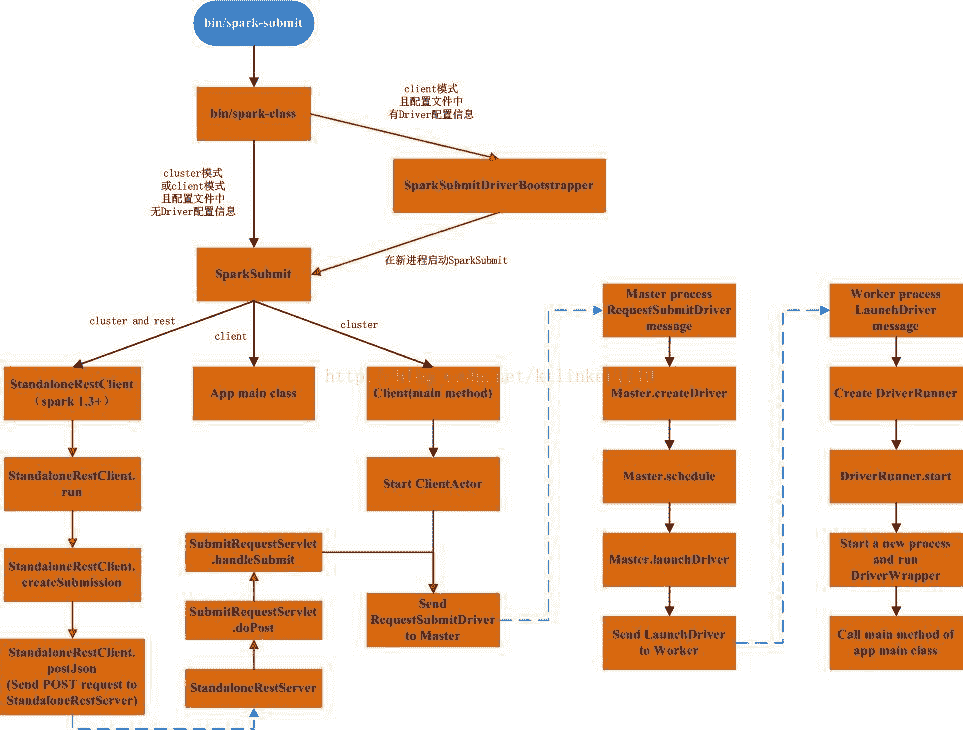 bin/spark-submit
bin/spark-class
client模式
且配置文件中
有Driver配置信息
SparkSubmitDriverBootstrapper
cluster模式
或client模式
且配置文件中
无Driver配置信息
在新进程启动SparkSubmit
SparkSubmit
cluster and rest
client
cluster
StandaloneRestClient
（spark 1.3+）
App main class
Client(main method)
StandaloneRestClient.
run
Start ClientActor
StandaloneRestClient.
createSubmission
SubmitRequestServlet
.handleSubmit
SubmitRequestServlet
.doPost
Send
RequestSubmitDriver
to Master
StandaloneRestClient.
postJson
(Send POST request to
StandaloneRestServer)
StandaloneRestServer
Master process
RequestSubmitDriver
message
Master.createDriver
Master.schedule
Master.launchDriver
Send LaunchDriver
to Worker
Worker process
LaunchDriver
message
Create DriverRunner
DriverRunner.start
Start a new process
and run
DriverWrapper
Call main method of
app main class